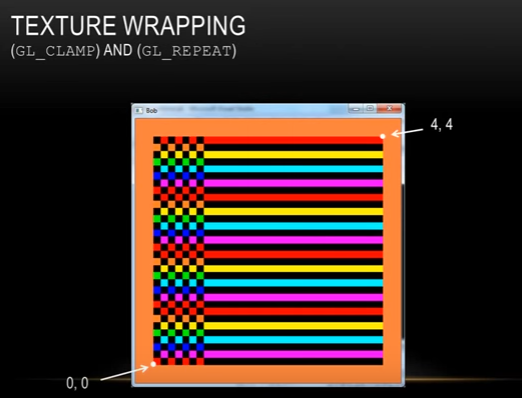 TEXTURE WRAPPING
(GL_CLAMP) AND (GL_REPEAT)
Bob
4, 4
0, 0